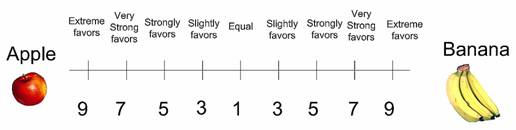 Extreme favors
Very Strong favors
Strongly favors
Slightly favors
Equal
Slightly favors
Strongly favors
Very Strong favors
Extreme favors
Apple
Banana
9 7 5 3 1 3 5 7 9